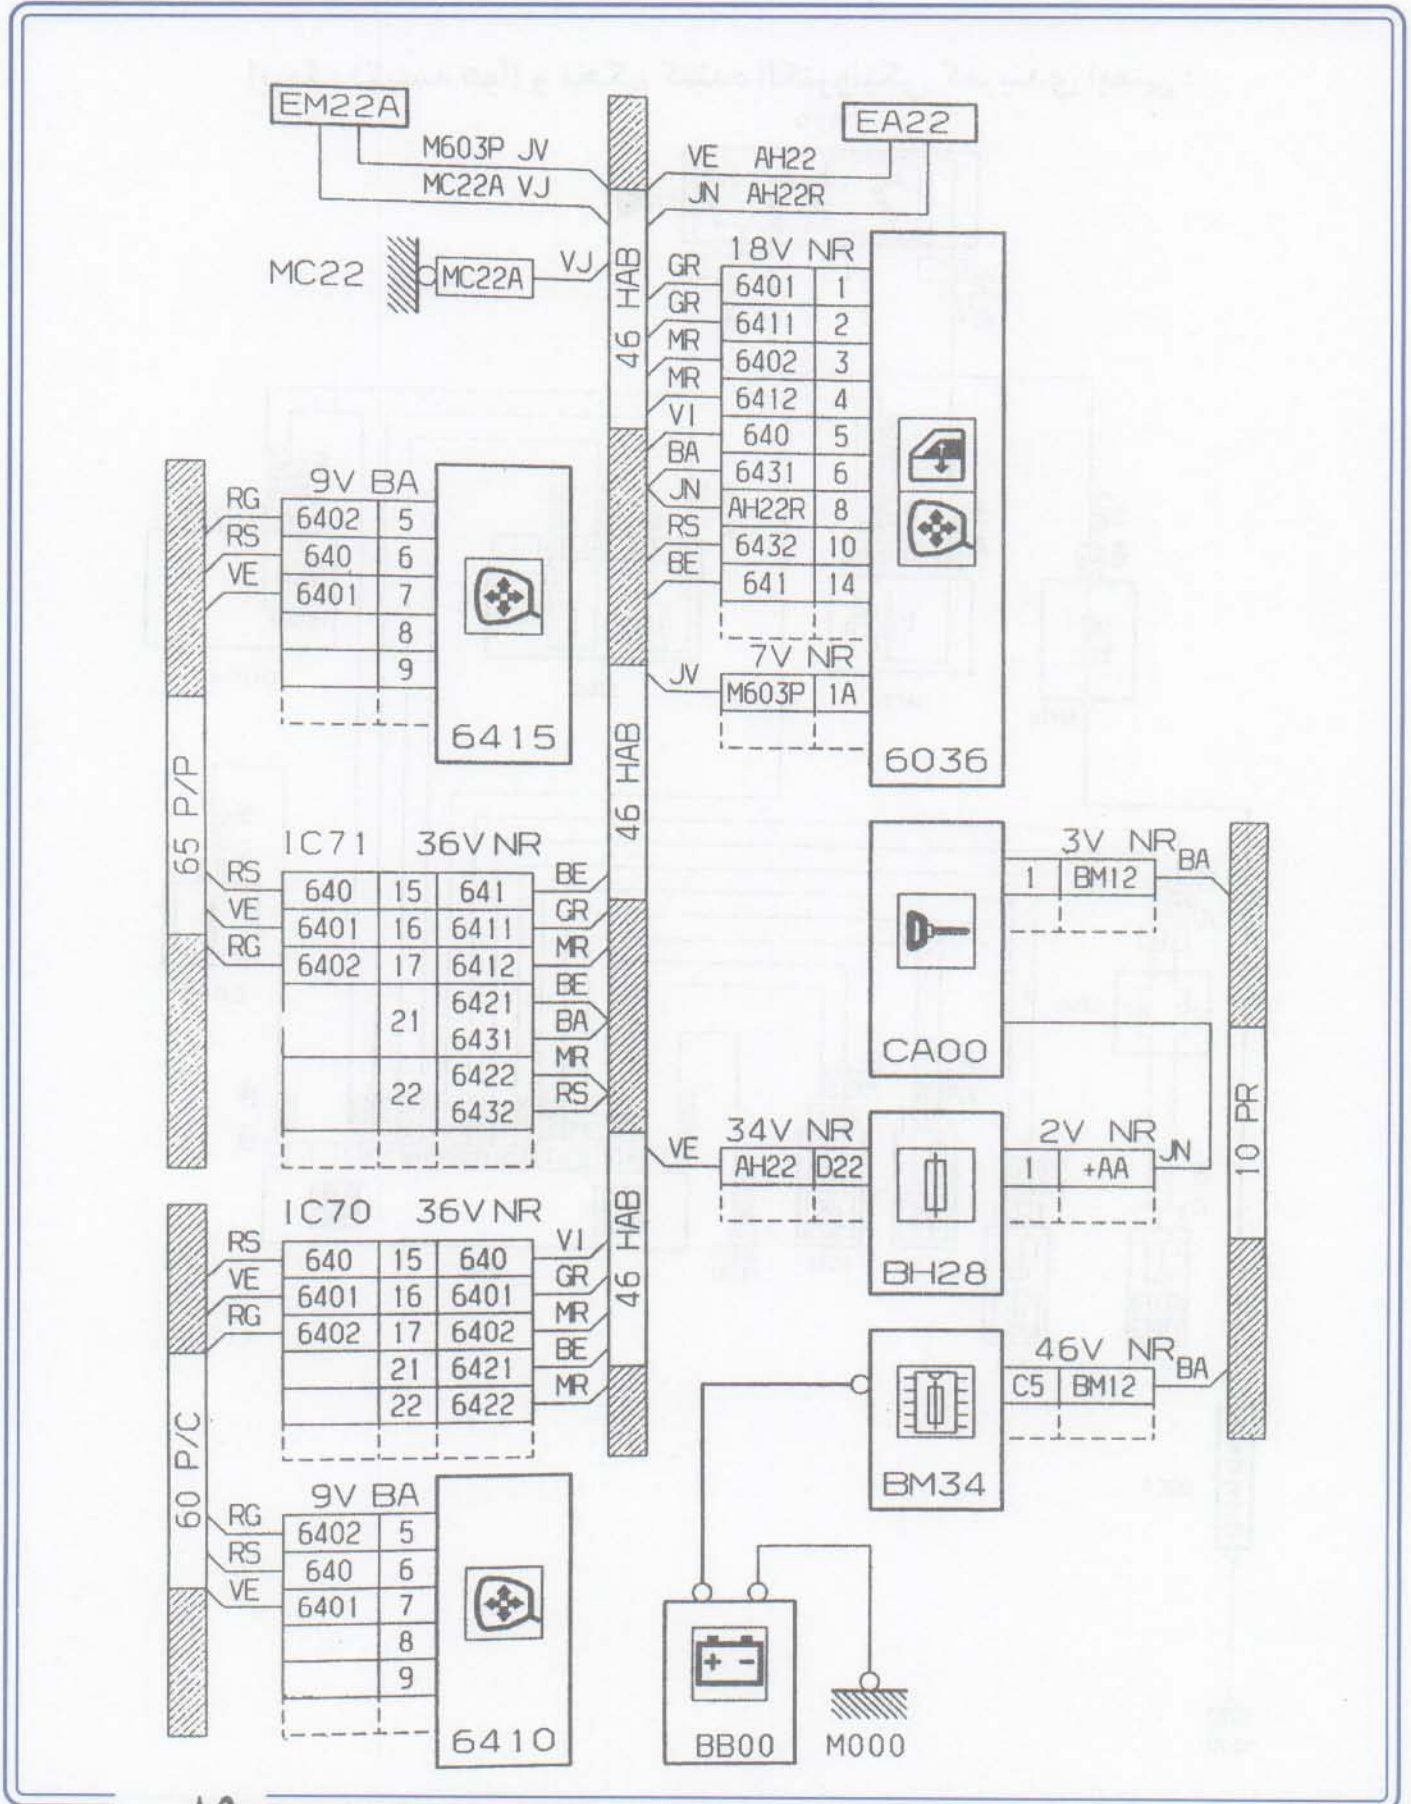 EM22A
M603P JV
MC22A VJ
EA22
VE AH22
JN AH22R
MC22
MC22A
VJ
46 HAB
18V NR
GR 6401 1
GR 6411 2
MR 6402 3
MR 6412 4
VI 640 5
BA 6431 6
JN AH22R 8
RS 6432 10
BE 641 14
7V NR
JV M603P 1A
6036
9V BA
RG 6402 5
RS 640 6
VE 6401 7
8
9
6415
65 P/P
46 HAB
1C71 36V NR
RS 640 15 641 BE
VE 6401 16 6411 GR
RG 6402 17 6412 MR
21 6421 BE
6431 BA
22 6422 MR
6432 RS
3V NR
1 BM12 BA
CA00
10 PR
34V NR
VE AH22 D22
2V NR
1 +AA JN
BH28
1C70 36V NR
RS 640 15 640 VI
VE 6401 16 6401 GR
RG 6402 17 6402 MR
21 6421 BE
22 6422 MR
46 HAB
60 P/C
46V NR
C5 BM12 BA
BM34
9V BA
RG 6402 5
RS 640 6
VE 6401 7
8
9
6410
+ -
BB00
M000